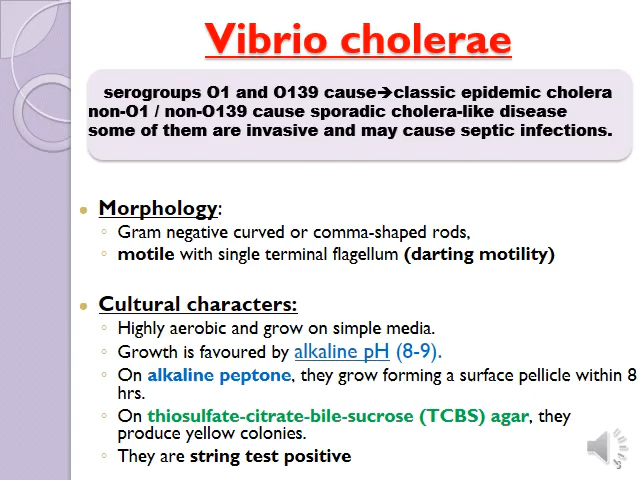 Vibrio cholerae
serogroups O1 and O139 cause➔classic epidemic cholera
non-O1 / non-O139 cause sporadic cholera-like disease
some of them are invasive and may cause septic infections.
Morphology:
Gram negative curved or comma-shaped rods,
motile with single terminal flagellum (darting motility)
Cultural characters:
Highly aerobic and grow on simple media.
Growth is favoured by alkaline pH (8-9).
On alkaline peptone, they grow forming a surface pellicle within 8
hrs.
On thiosulfate-citrate-bile-sucrose (TCBS) agar, they
produce yellow colonies.
They are string test positive